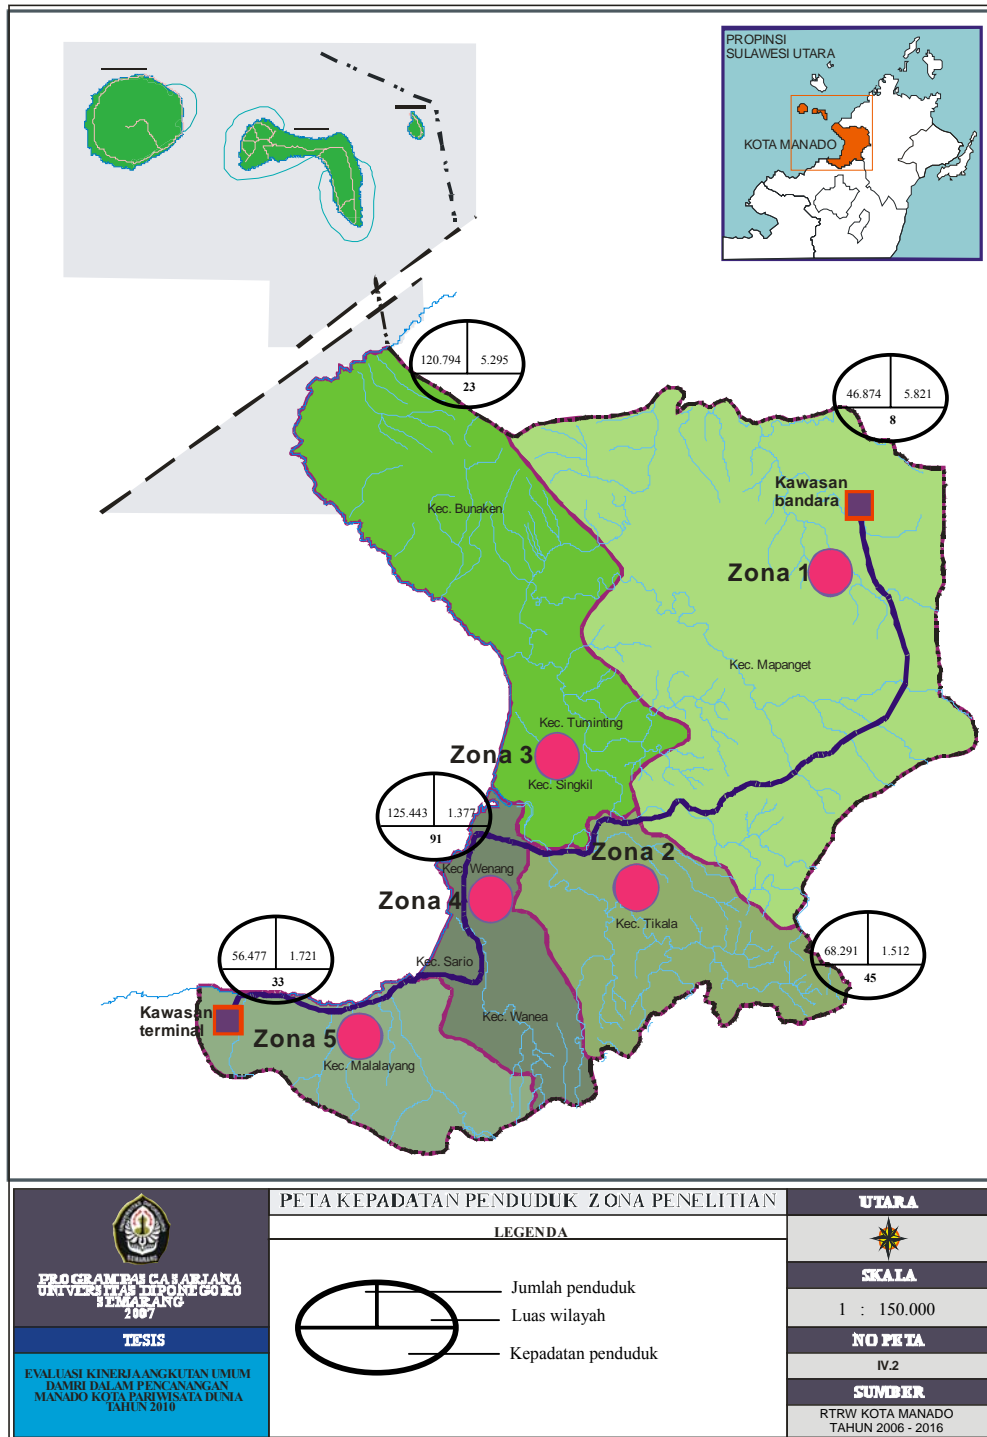 PROPINSI
SULAWESI UTARA
KOTA MANADO
120.794 5.295
23
46.874 5.821
8
Kawasan
bandara
Kec. Bunaken
Zona 1
Kec. Mapanget
Kec. Tuminting
Zona 3
Kec. Singkil
125.443 1.377
91
Zona 2
Kec. Wenang
Zona 4
Kec. Tikala
68.291 1.512
45
56.477 1.721
33
Kec. Sario
Kawasan
terminal
Kec. Wanea
Zona 5
Kec. Malalayang
PETA KEPADATAN PENDUDUK ZONA PENELITIAN
LEGENDA
Jumlah penduduk
Luas wilayah
Kepadatan penduduk
SEMARANG
PROGRAM PASCASARJANA
UNIVERSITAS DIPONEGORO
SEMARANG
2007
TESIS
EVALUASI KINERJA ANGKUTAN UMUM
DAMRI DALAM PENCANANGAN
MANADO KOTA PARIWISATA DUNIA
TAHUN 2010
UTARA
SKALA
1 : 150.000
NO PETA
IV.2
SUMBER
RTRW KOTA MANADO
TAHUN 2006 - 2016